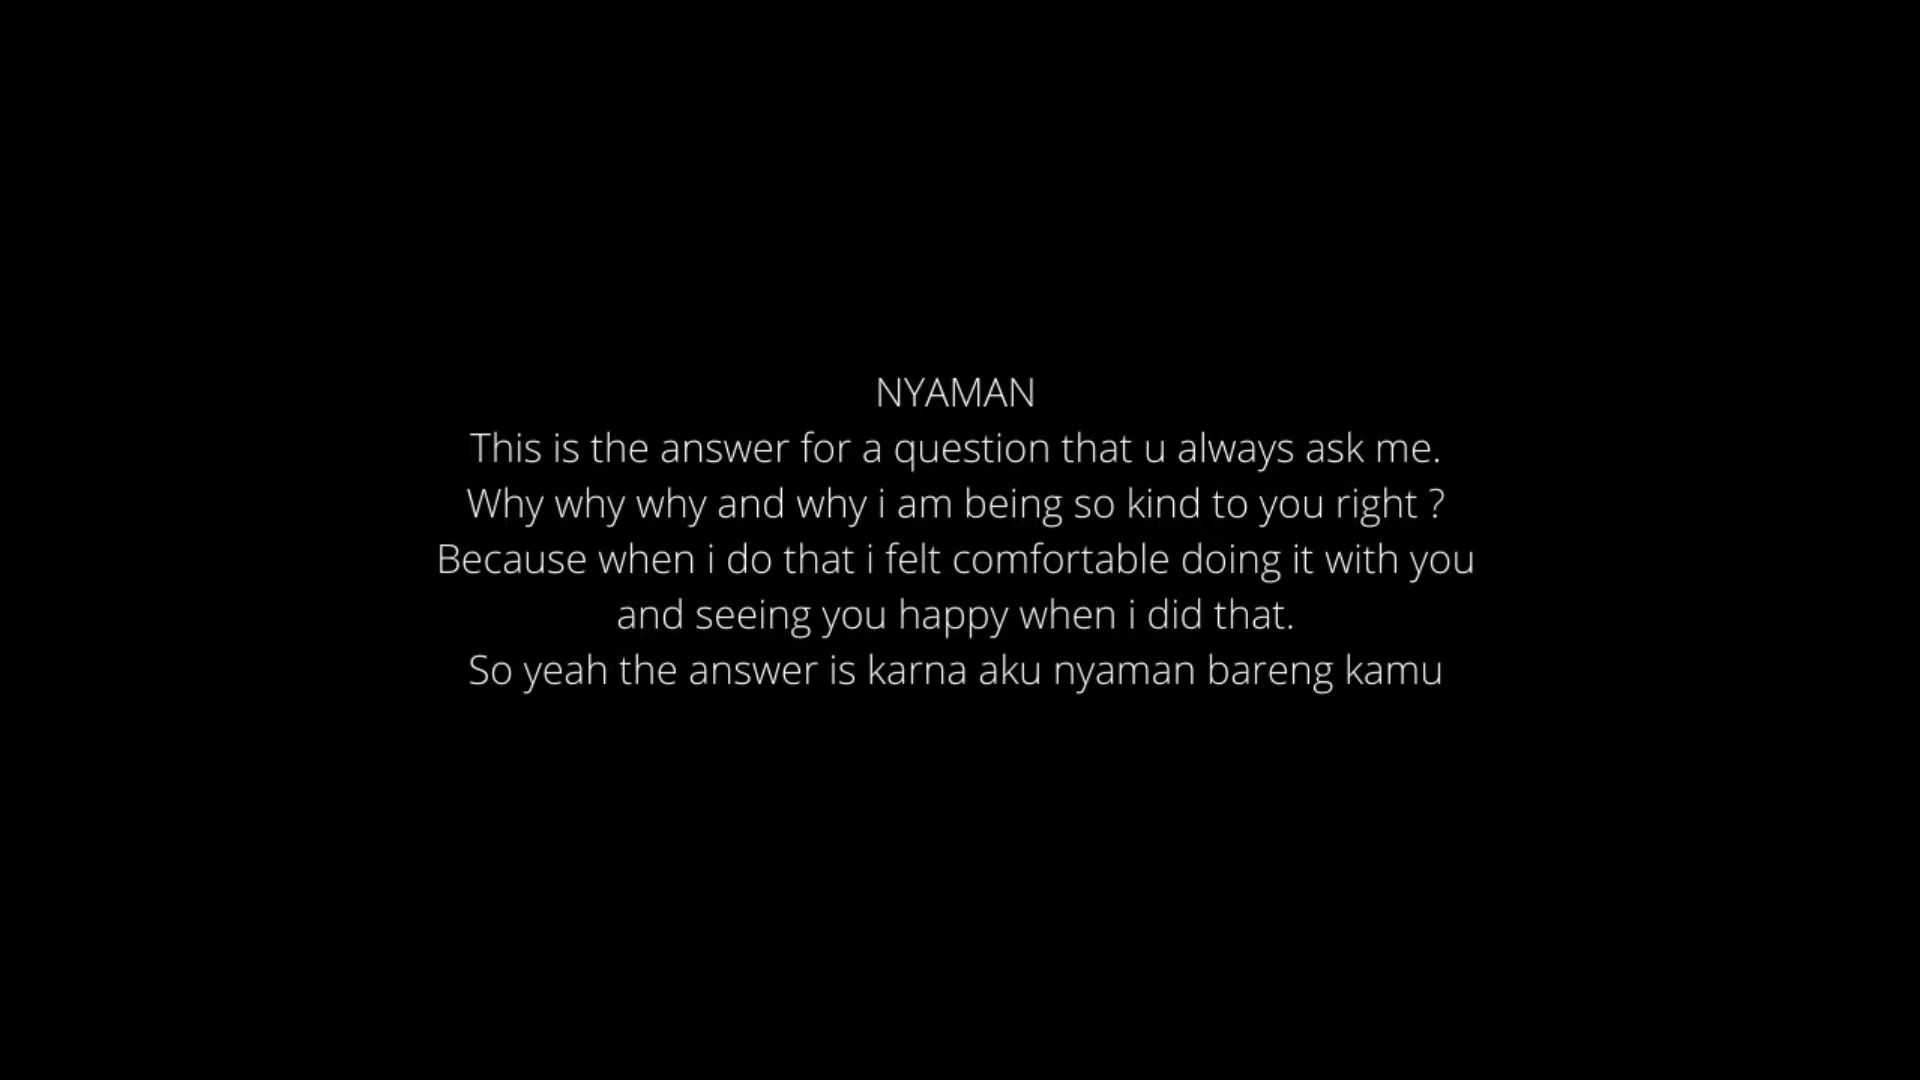 NYAMAN
This is the answer for a question that u always ask me.
Why why why and why i am being so kind to you right ?
Because when i do that i felt comfortable doing it with you
and seeing you happy when i did that.
So yeah the answer is karna aku nyaman bareng kamu